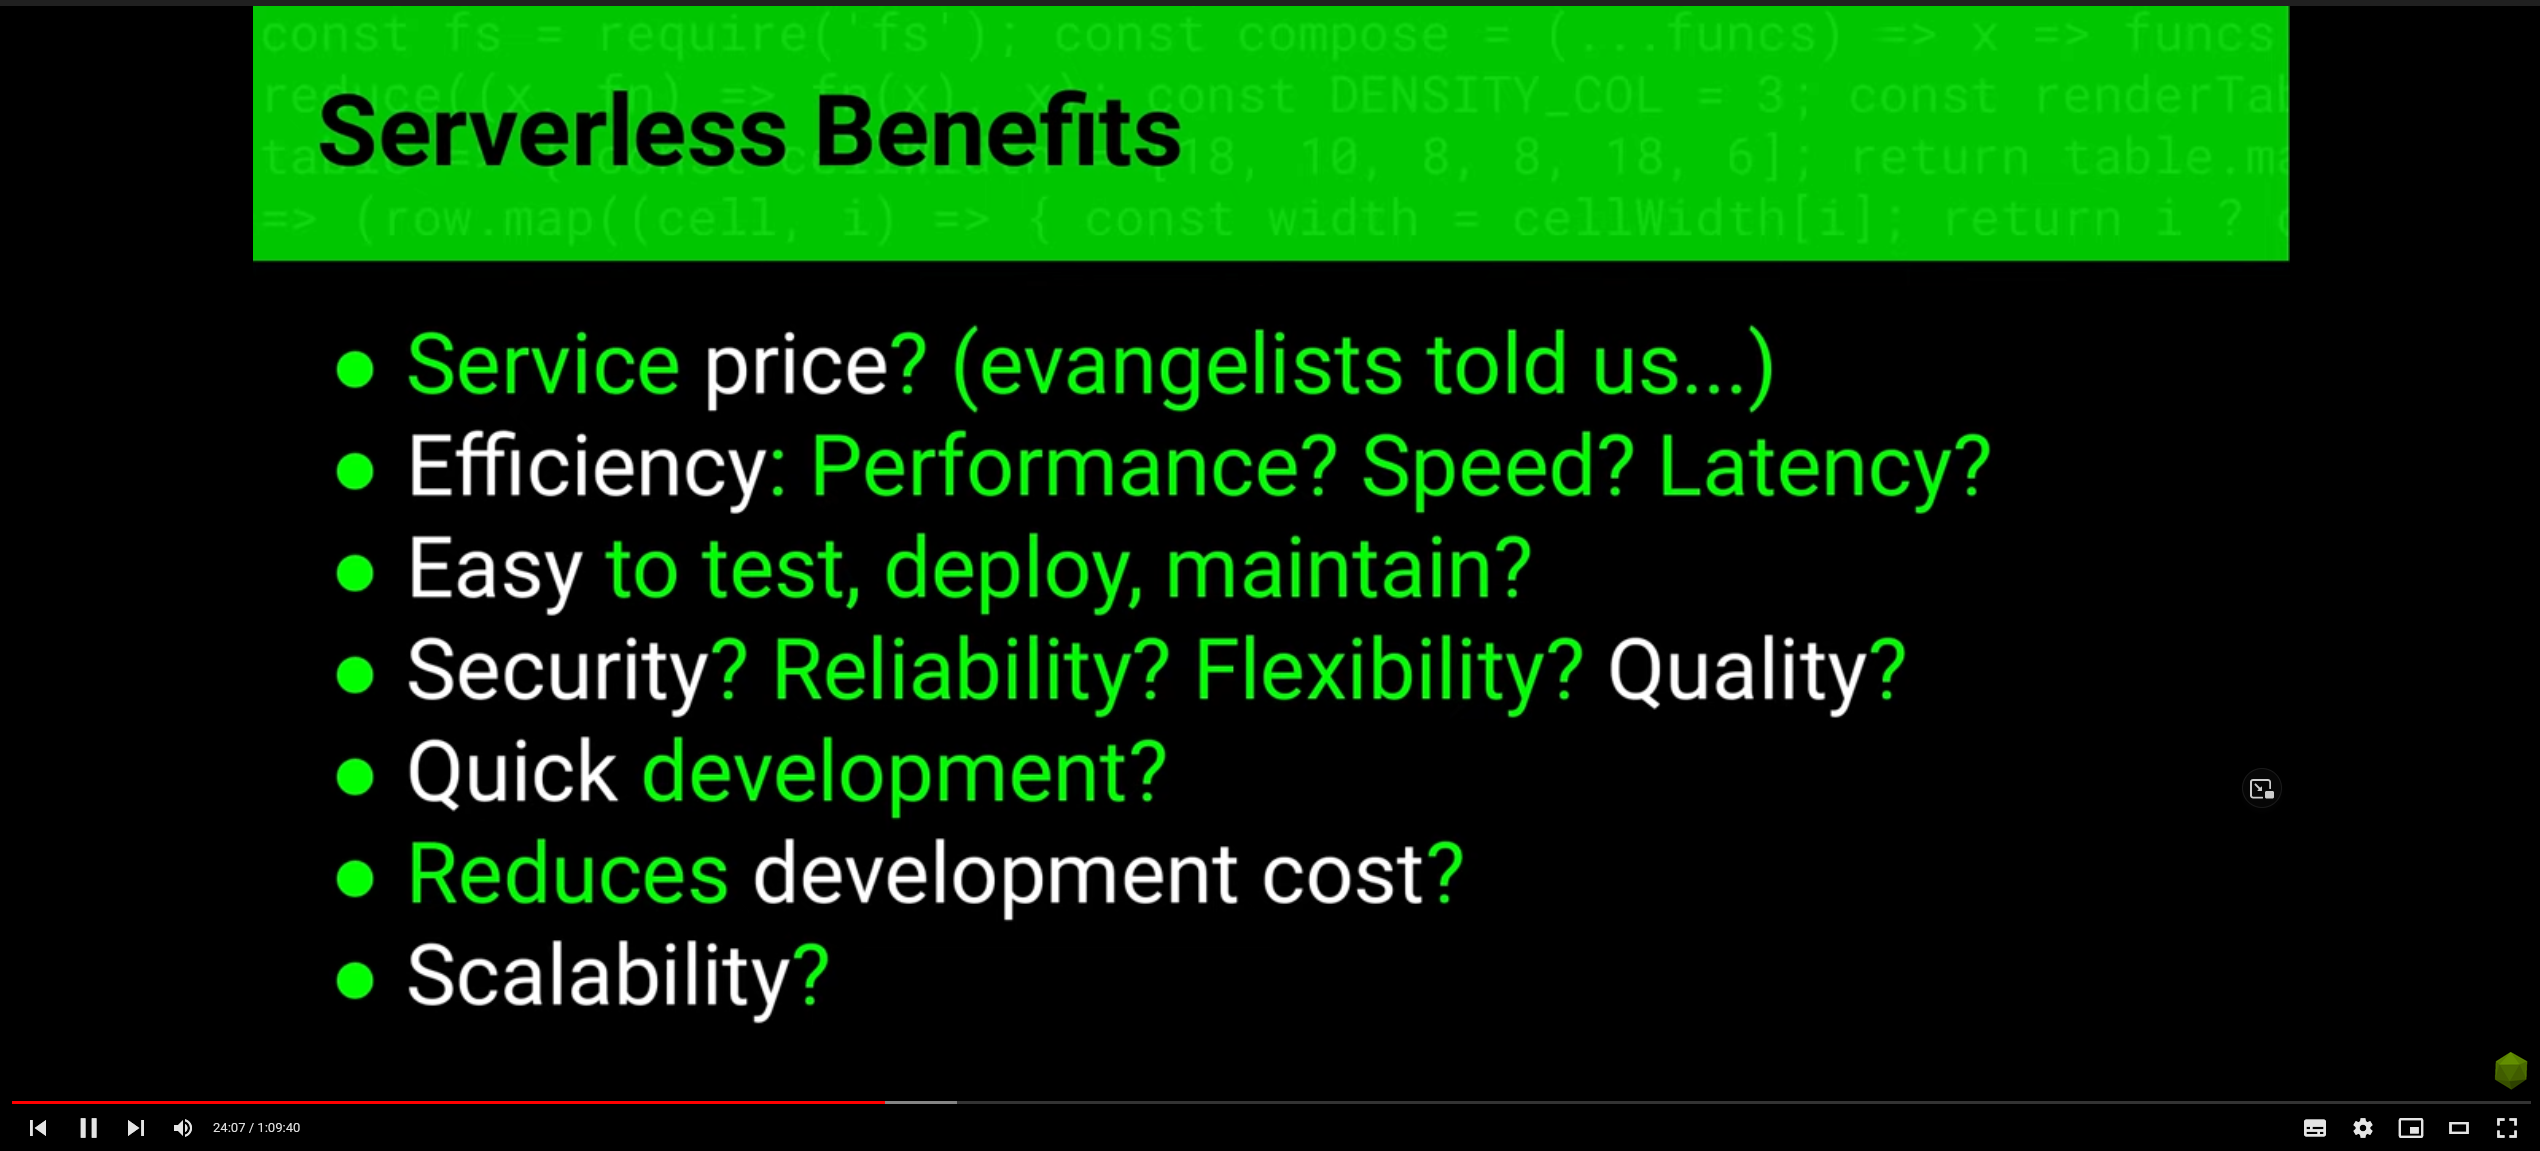 const fs = require('fs'); const compose = (...funcs) => x => funcs
reduce((x, fn) => fn(x), x); const DENSITY_COL = 3; const renderTab
Serverless Benefits
table => { const cellWidth = [18, 10, 8, 8, 18, 6]; return table.ma
=> (row.map((cell, i) => { const width = cellWidth[i]; return i ? c
● Service price? (evangelists told us...)
● Efficiency: Performance? Speed? Latency?
● Easy to test, deploy, maintain?
● Security? Reliability? Flexibility? Quality?
● Quick development?
● Reduces development cost?
● Scalability?
24:07 / 1:09:40